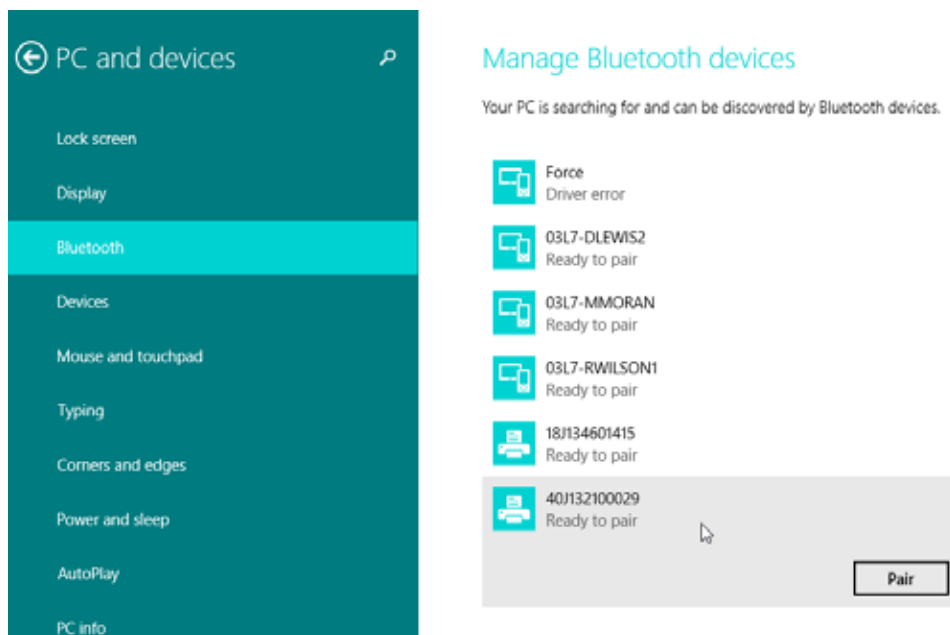 PC and devices
Lock screen
Display
Bluetooth
Devices
Mouse and touchpad
Typing
Corners and edges
Power and sleep
AutoPlay
PC info
Manage Bluetooth devices
Your PC is searching for and can be discovered by Bluetooth devices.
Force
Driver error
03L7-DLEWIS2
Ready to pair
03L7-MMORAN
Ready to pair
03L7-RWILSON1
Ready to pair
18J134601415
Ready to pair
40J132100029
Ready to pair
Pair